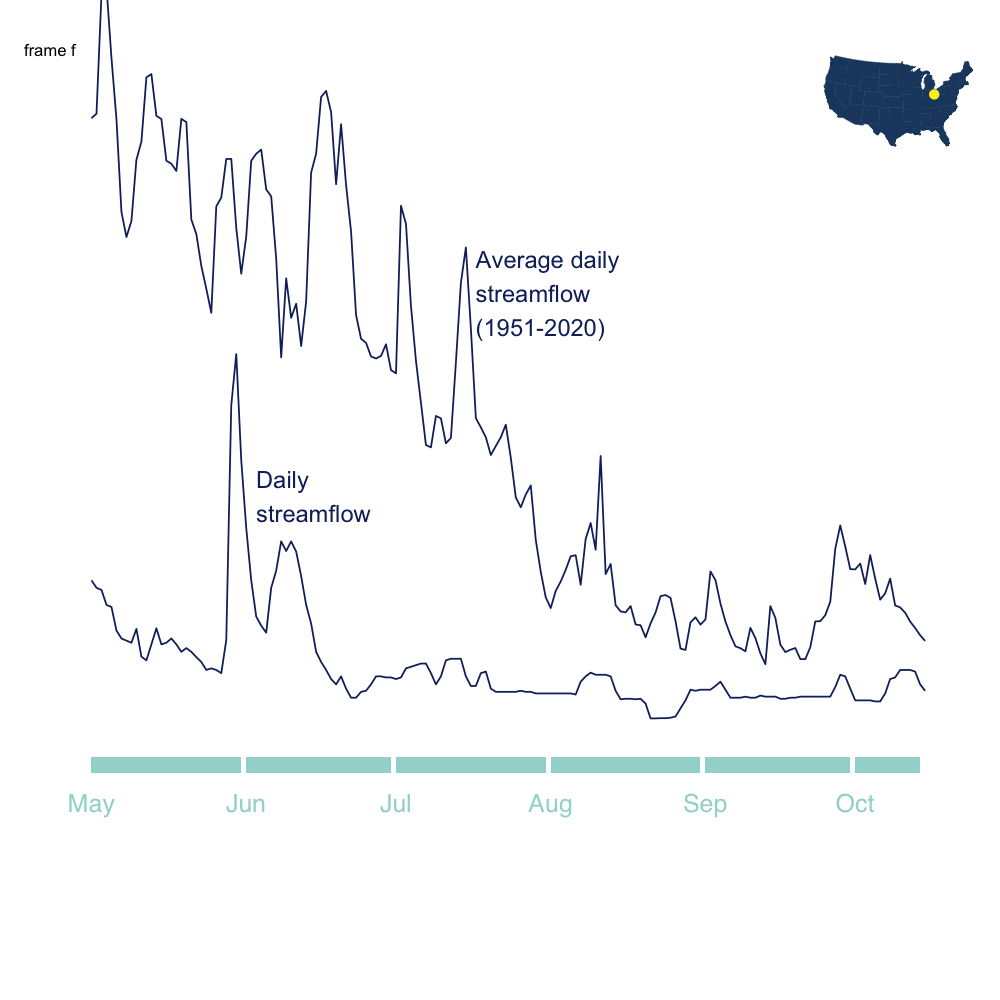 frame f
Average daily
streamflow
(1951-2020)
Daily
streamflow
May
Jun
Jul
Aug
Sep
Oct